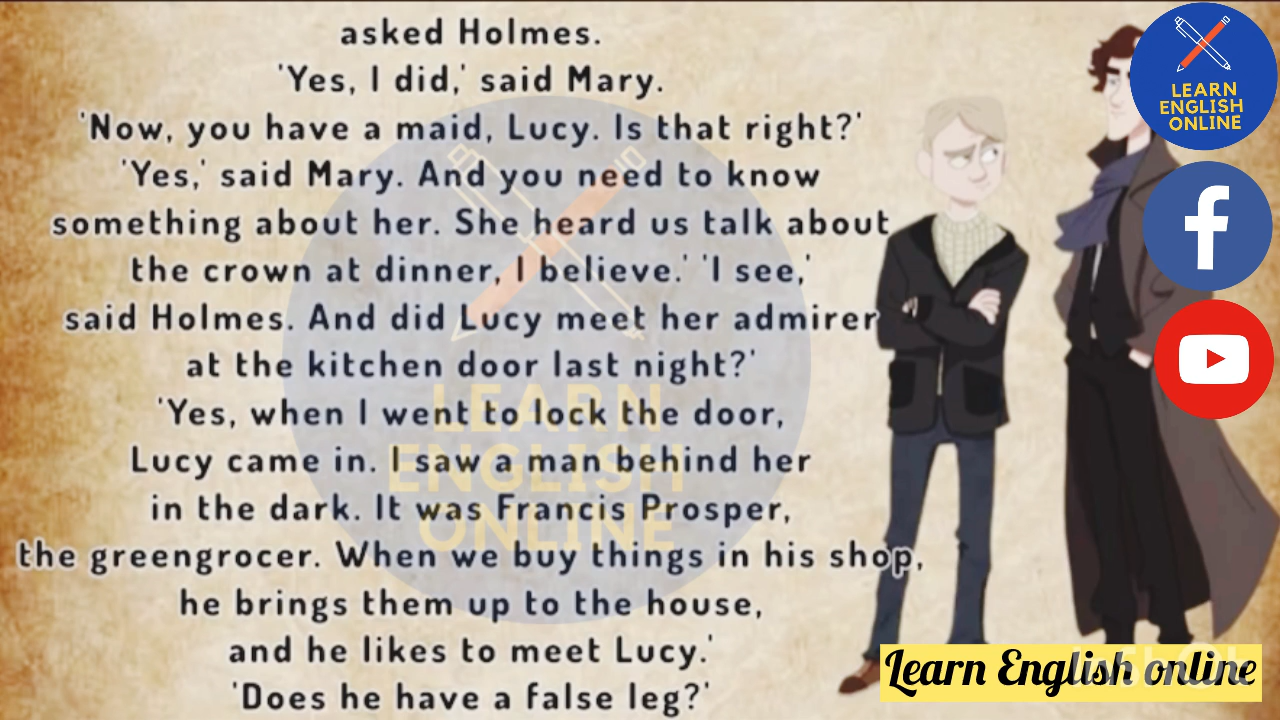 asked Holmes.
'Yes, I did,' said Mary.
'Now, you have a maid, Lucy. Is that right?'
'Yes,' said Mary. And you need to know
something about her. She heard us talk about
the crown at dinner, I believe.' 'I see,'
said Holmes. And did Lucy meet her admirer
at the kitchen door last night?'
'Yes, when I went to lock the door,
Lucy came in. I saw a man behind her
in the dark. It was Francis Prosper,
the greengrocer. When we buy things in his shop,
he brings them up to the house,
and he likes to meet Lucy.'
'Does he have a false leg?'
LEARN
ENGLISH
ONLINE
LEARN
ENGLISH
ONLINE
f
Learn English online